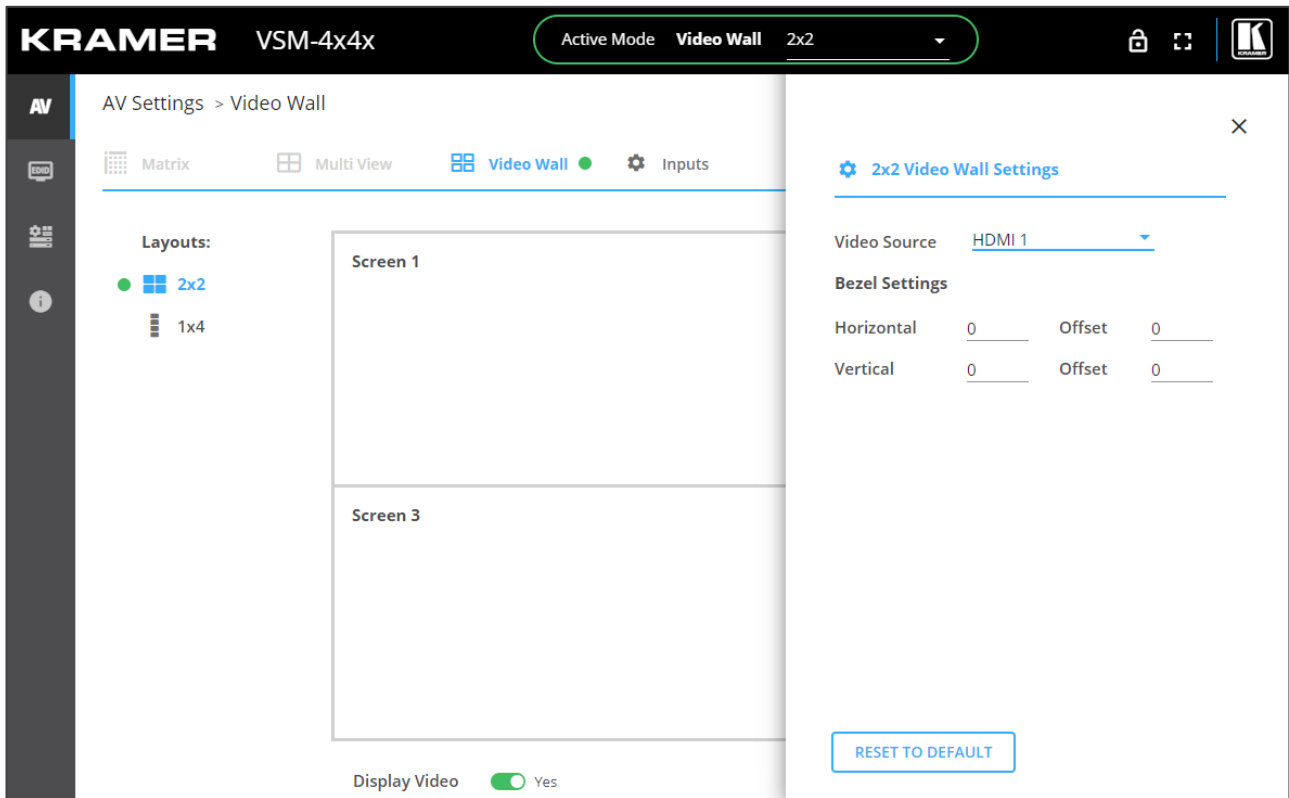 KRAMER VSM-4x4x Active Mode Video Wall 2x2
KRAMER
AV
AV Settings > Video Wall
EDID
Matrix Multi View Video Wall Inputs
Layouts:
2x2
1x4
Screen 1
Screen 3
Display Video Yes
2x2 Video Wall Settings
Video Source HDMI 1
Bezel Settings
Horizontal 0 Offset 0
Vertical 0 Offset 0
RESET TO DEFAULT